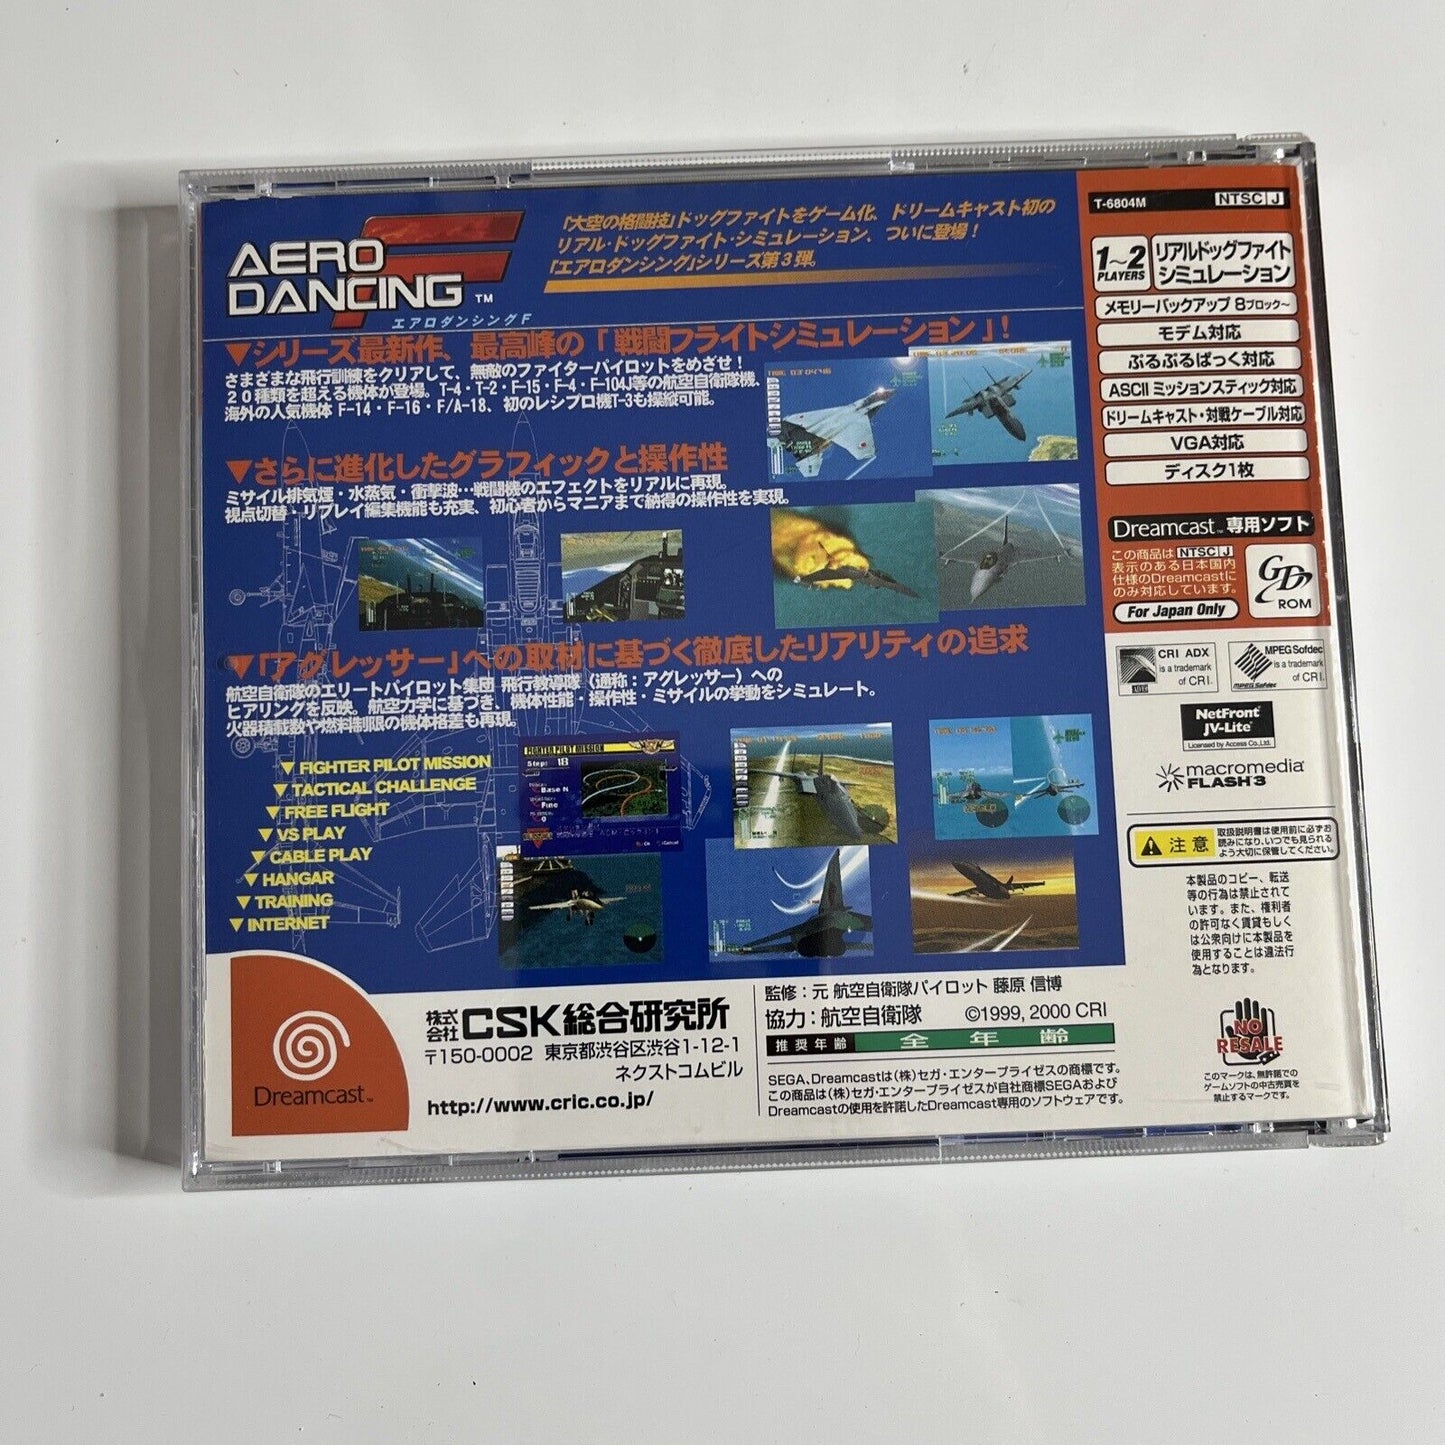 AERO
DANCING ™
エアロダンシングF
「大空の格闘技」ドッグファイトをゲーム化、ドリームキャスト初の
リアル・ドッグファイト・シミュレーション、ついに登場！
『エアロダンシング』シリーズ第3弾。
▼シリーズ最新作、最高峰の「戦闘フライトシミュレーション」！
さまざまな飛行訓練をクリアして、無敵のファイターパイロットをめざせ！
20種類を超える機体が登場。T-4・T-2・F-15・F-4・F-104J等の航空自衛隊機、
海外の人気機体 F-14・F-16・F/A-18、初のレシプロ機T-3も操縦可能。
▼さらに進化したグラフィックと操作性
ミサイル排気煙・水蒸気・衝撃波…戦闘機のエフェクトをリアルに再現。
視点切替・リプレイ編集機能も充実、初心者からマニアまで納得の操作性を実現。
▼「アグレッサー」への取材に基づく徹底したリアリティの追求
航空自衛隊のエリートパイロット集団 飛行教導隊（通称：アグレッサー）への
ヒアリングを反映。航空力学に基づき、機体性能・操作性・ミサイルの挙動をシミュレート。
火器積載数や燃料制限の機体格差も再現。
▼FIGHTER PILOT MISSION
▼TACTICAL CHALLENGE
▼FREE FLIGHT
▼VS PLAY
▼CABLE PLAY
▼HANGAR
▼TRAINING
▼INTERNET
FIGHTER PILOT MISSION
Step: 18
Base N
Fine
0
Dreamcast™
株式会社CSK総合研究所
〒150-0002 東京都渋谷区渋谷1-12-1
ネクストコムビル
http://www.cric.co.jp/
監修：元 航空自衛隊パイロット 藤原 信博
協力：航空自衛隊 ©1999, 2000 CRI
推奨年齢 全年齢
SEGA、Dreamcastは（株）セガ・エンタープライゼスの商標です。
この商品は（株）セガ・エンタープライゼスが自社商標SEGAおよび
Dreamcastの使用を許諾したDreamcast専用のソフトウェアです。
T-6804M NTSC J
1～2 PLAYERS
リアルドッグファイト
シミュレーション
メモリーバックアップ 8ブロック～
モデム対応
ぷるぷるぱっく対応
ASCII ミッションスティック対応
ドリームキャスト・対戦ケーブル対応
VGA対応
ディスク1枚
Dreamcast™ 専用ソフト
この商品は NTSC J
表示のある日本国内
仕様のDreamcastに
のみ対応しています。
For Japan Only
GD
ROM
CRI ADX
is a trademark
of CRI.
MPEG Sofdec
is a trademark
of CRI.
MPEG Sofdec
NetFront
JV-Lite™
Licensed by Access Co.,Ltd.
macromedia
FLASH 3
注意
取扱説明書は使用前に必ずお
読みになり、いつでも見られる
よう大切に保管してください。
本製品のコピー、転送
等の行為は禁止されて
います。また、権利者
の許可なく賃貸もしく
は公衆向けに本製品を
使用することは違法行
為となります。
NO
RESALE
このマークは、無許諾での
ゲームソフトの中古売買を
禁止するマークです。